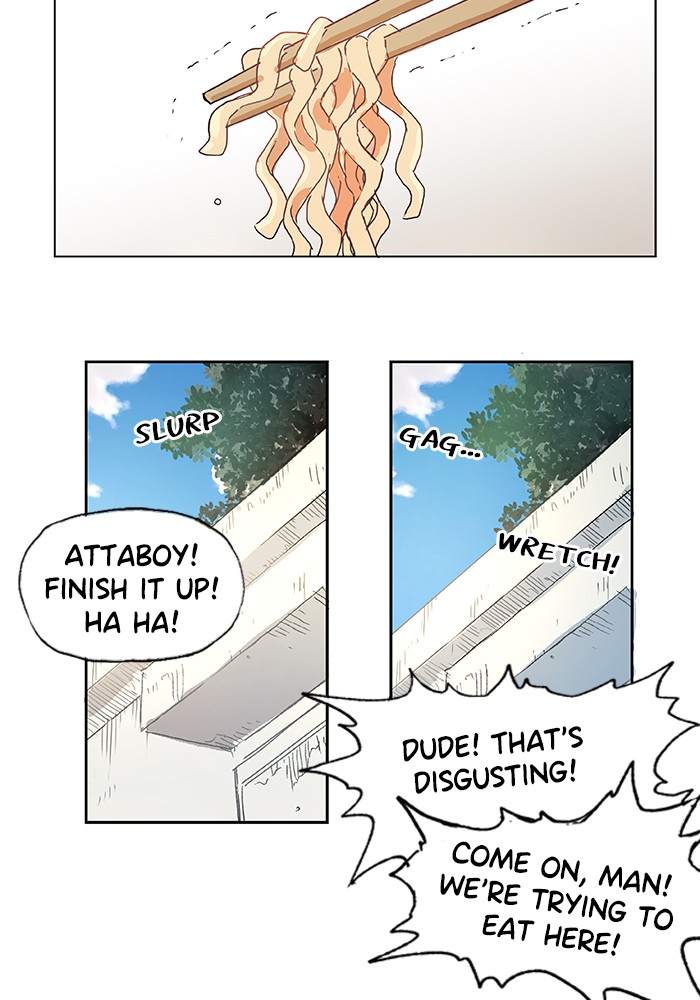 SLURP
ATTABOY!
FINISH IT UP!
HA HA!
GAG...
WRETCH!
DUDE! THAT'S
DISGUSTING!
COME ON, MAN!
WE'RE TRYING TO
EAT HERE!